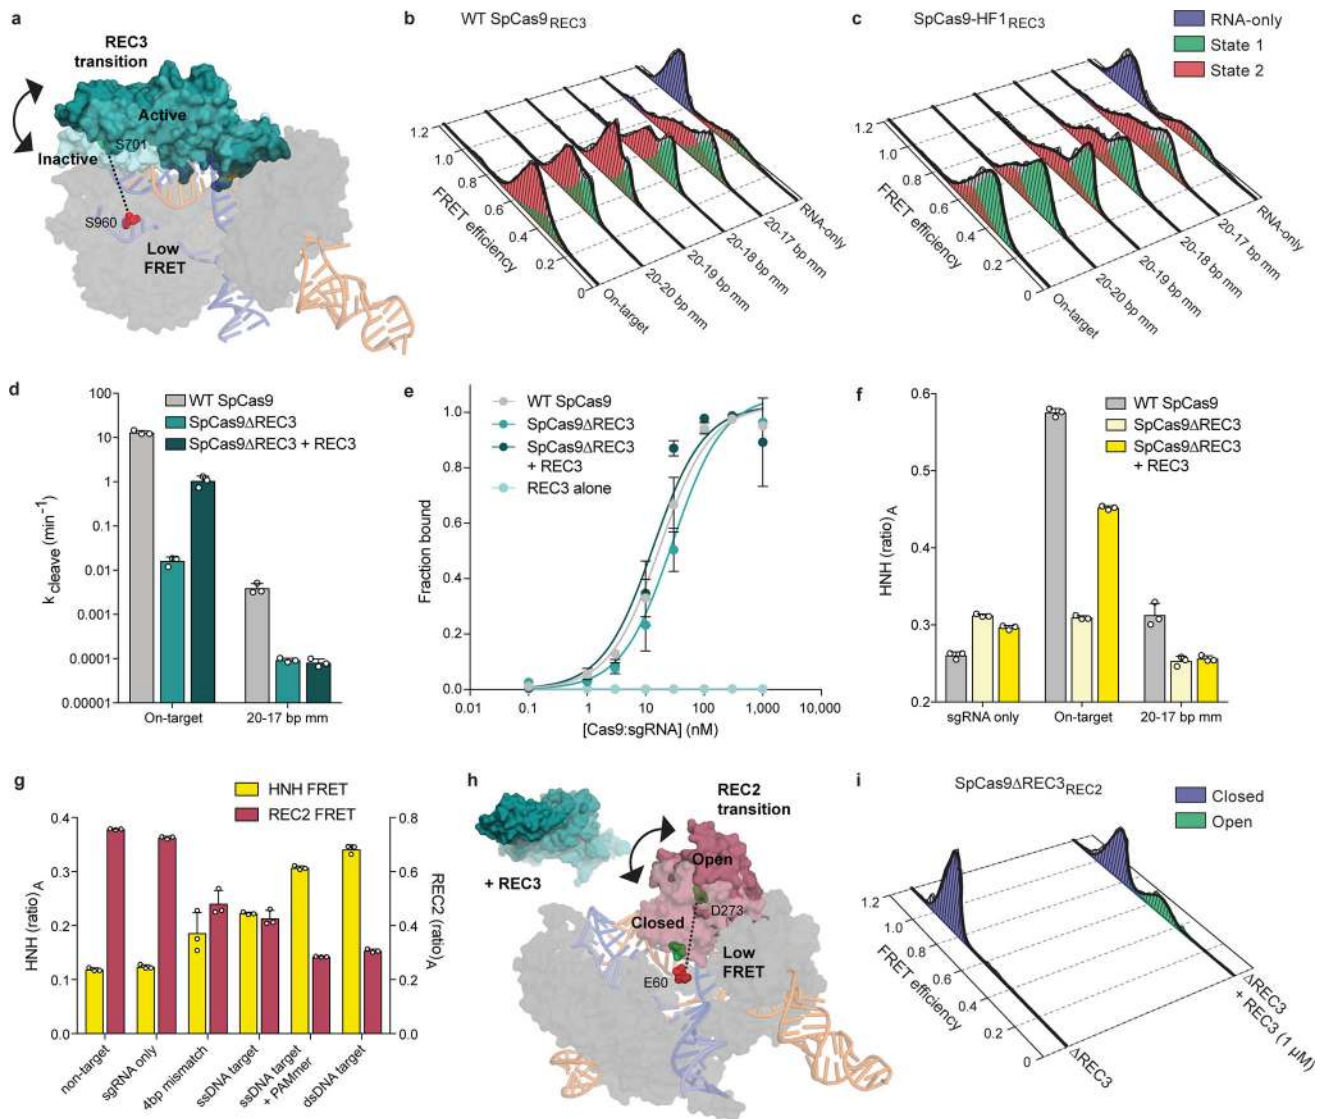 a
REC3
transition
Active
S701
Inactive
S960
Low
FRET
b
WT SpCas9REC3
1.2
1.0
0.8
0.6
0.4
0.2
0
FRET efficiency
On-target
20-20 bp mm
20-19 bp mm
20-18 bp mm
20-17 bp mm
RNA-only
c
SpCas9-HF1REC3
RNA-only
State 1
State 2
1.2
1.0
0.8
0.6
0.4
0.2
0
FRET efficiency
On-target
20-20 bp mm
20-19 bp mm
20-18 bp mm
20-17 bp mm
RNA-only
d
WT SpCas9
SpCas9ΔREC3
SpCas9ΔREC3 + REC3
kcleave (min⁻¹)
100
10
1
0.1
0.01
0.001
0.0001
0.00001
On-target
20-17 bp mm
e
WT SpCas9
SpCas9ΔREC3
SpCas9ΔREC3
+ REC3
REC3 alone
Fraction bound
1.0
0.8
0.6
0.4
0.2
0.0
0.01
0.1
1
10
100
1,000
10,000
[Cas9:sgRNA] (nM)
f
WT SpCas9
SpCas9ΔREC3
SpCas9ΔREC3
+ REC3
HNH (ratio)A
0.6
0.5
0.4
0.3
0.2
sgRNA only
On-target
20-17 bp mm
g
HNH FRET
REC2 FRET
HNH (ratio)A
0.4
0.3
0.2
0.1
0.0
REC2 (ratio)A
0.8
0.6
0.4
0.2
0.0
non-target
sgRNA only
4bp mismatch
ssDNA target
ssDNA target
+ PAMmer
dsDNA target
h
REC2
transition
Open
+ REC3
D273
Closed
Low
FRET
E60
i
SpCas9ΔREC3REC2
Closed
Open
1.2
1.0
0.8
0.6
0.4
0.2
0
FRET efficiency
ΔREC3
ΔREC3
+ REC3 (1 µM)